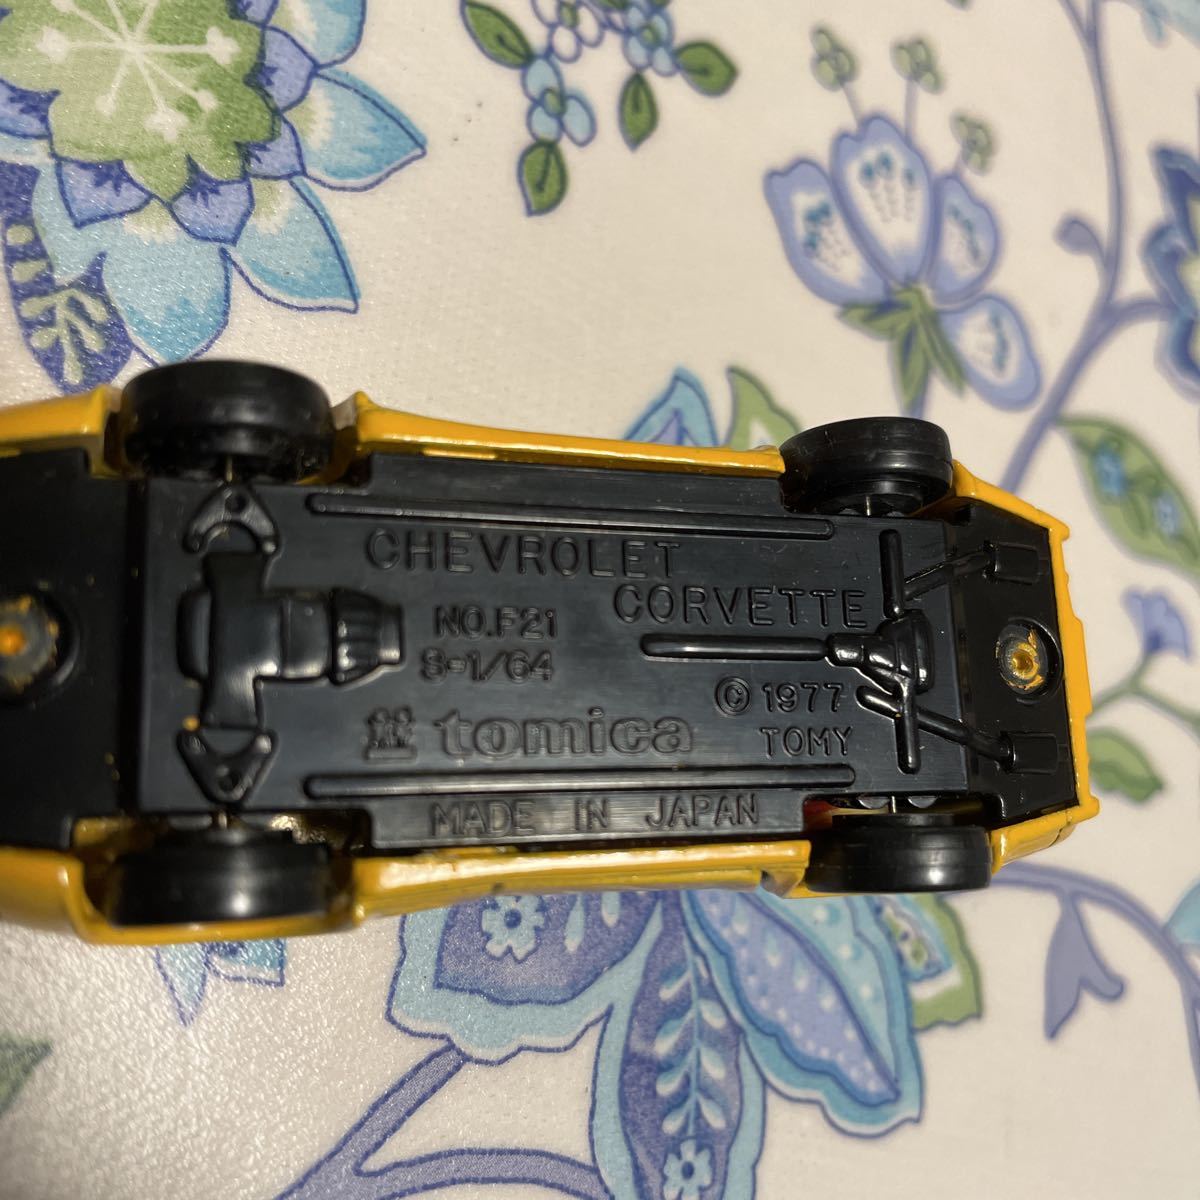 CHEVROLET
CORVETTE
NO.F21
S=1/64
© 1977
TOMY
tomica
MADE IN JAPAN